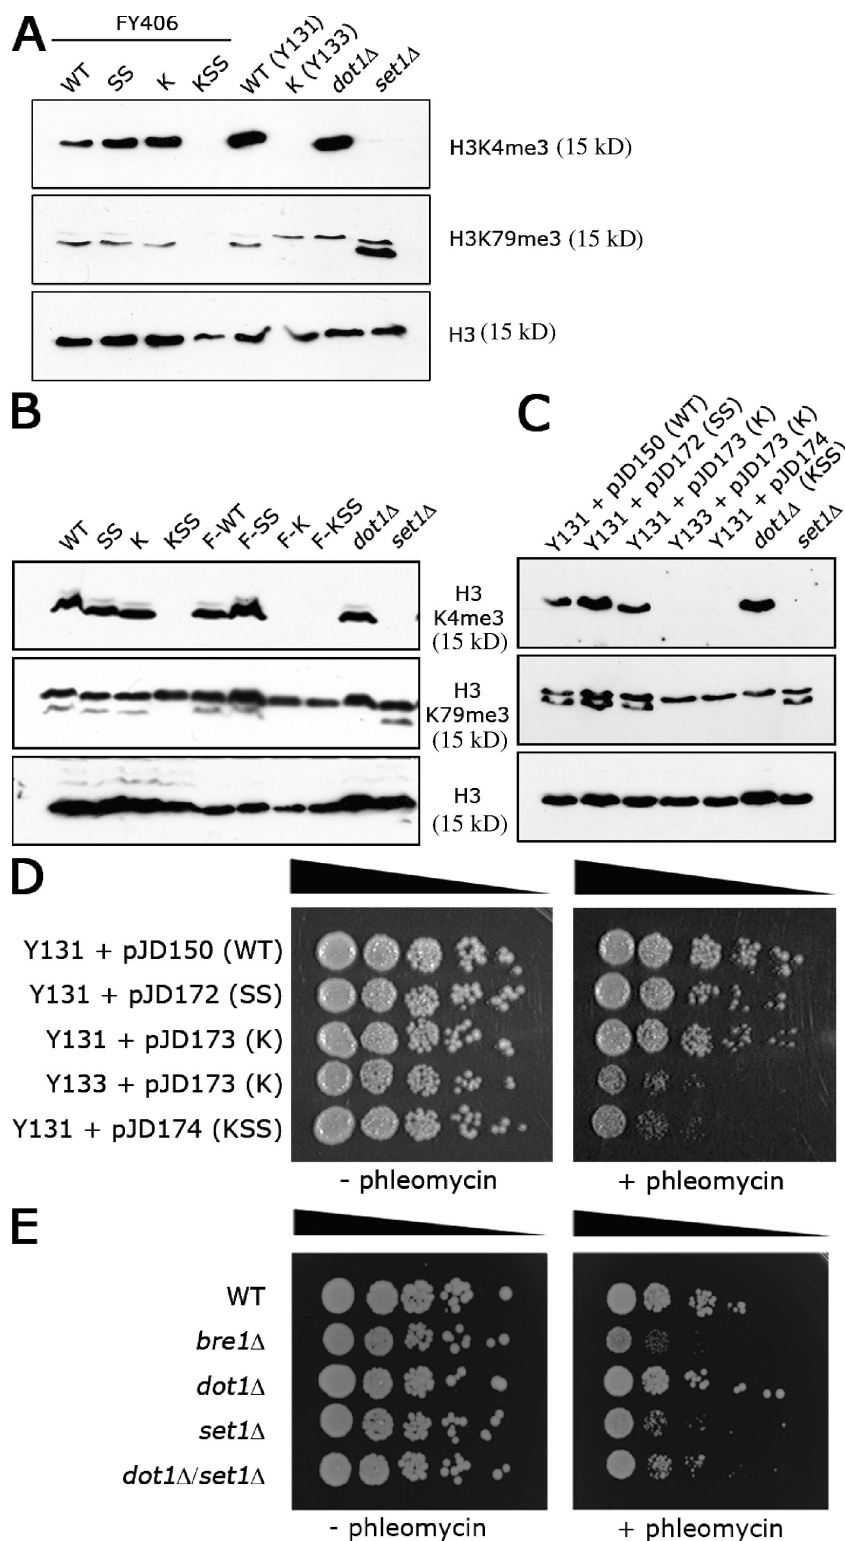 A
FY406
WT SS K KSS WT (Y131) K (Y133) dot1Δ set1Δ
H3K4me3 (15 kD)
H3K79me3 (15 kD)
H3 (15 kD)
B
WT SS K KSS F-WT F-SS F-K F-KSS dot1Δ set1Δ
H3
K4me3
(15 kD)
H3
K79me3
(15 kD)
H3
(15 kD)
C
Y131 + pJD150 (WT)
Y131 + pJD172 (SS)
Y131 + pJD173 (K)
Y133 + pJD173 (K)
Y131 + pJD174
(KSS)
dot1Δ
set1Δ
D
Y131 + pJD150 (WT)
Y131 + pJD172 (SS)
Y131 + pJD173 (K)
Y133 + pJD173 (K)
Y131 + pJD174 (KSS)
- phleomycin
+ phleomycin
E
WT
bre1Δ
dot1Δ
set1Δ
dot1Δ/set1Δ
- phleomycin
+ phleomycin